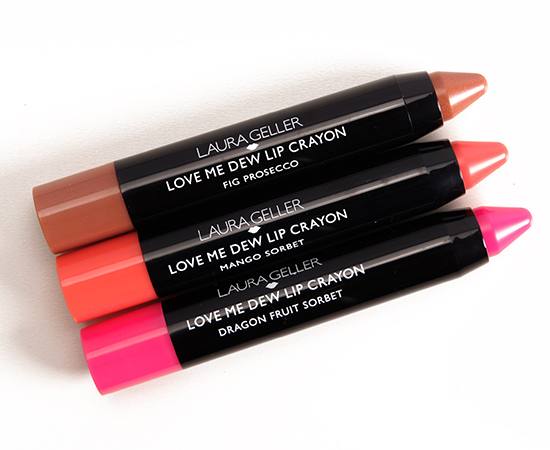 LAURA GELLER
LOVE ME DEW LIP CRAYON
FIG PROSECCO
LAURA GELLER
LOVE ME DEW LIP CRAYON
MANGO SORBET
LAURA GELLER
LOVE ME DEW LIP CRAYON
DRAGON FRUIT SORBET